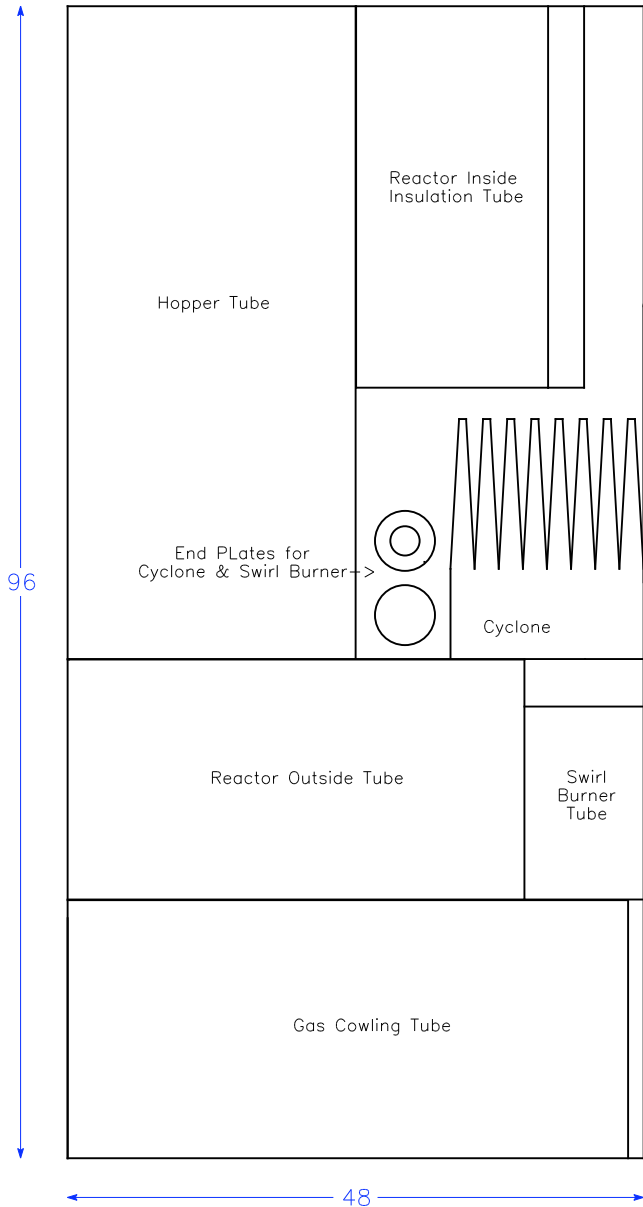 Reactor Inside
Insulation Tube
Hopper Tube
End PLates for
Cyclone & Swirl Burner->
96
Cyclone
Reactor Outside Tube
Swirl
Burner
Tube
Gas Cowling Tube
48